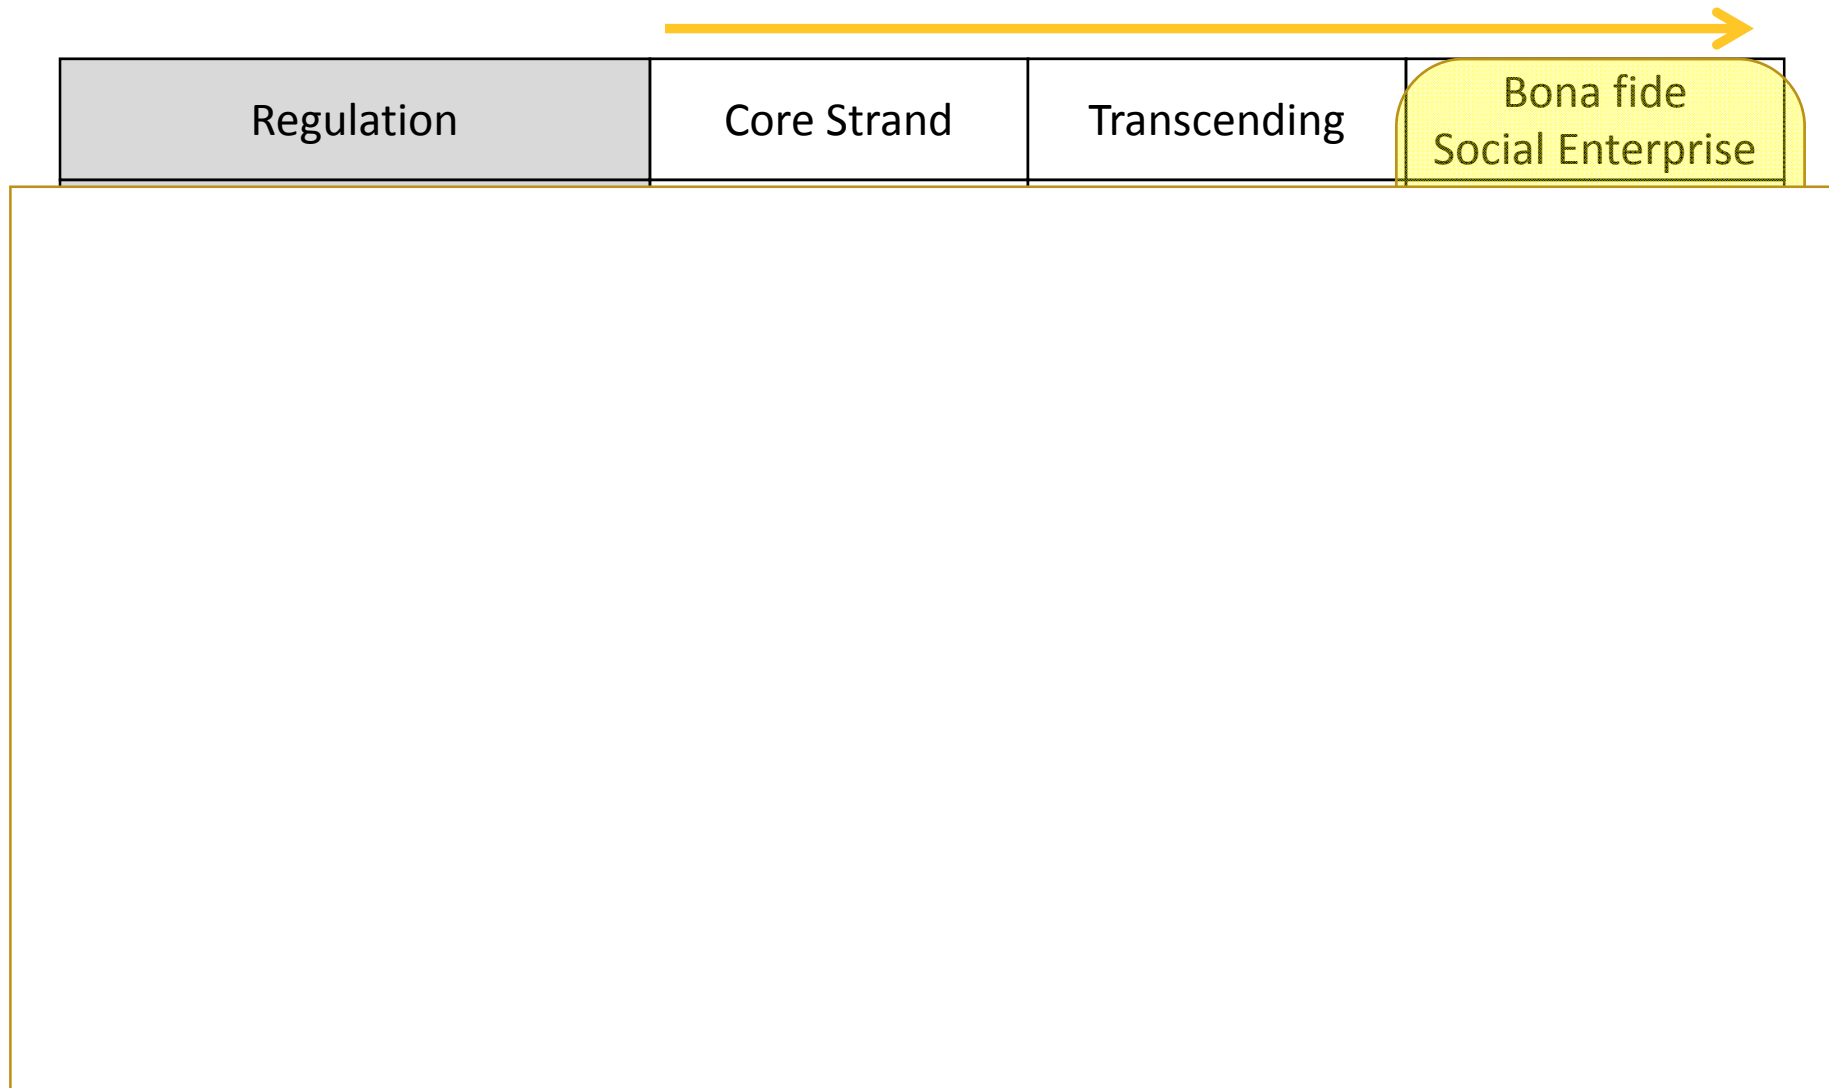 Regulation
Core Strand
Transcending
Bona fide
Social Enterprise